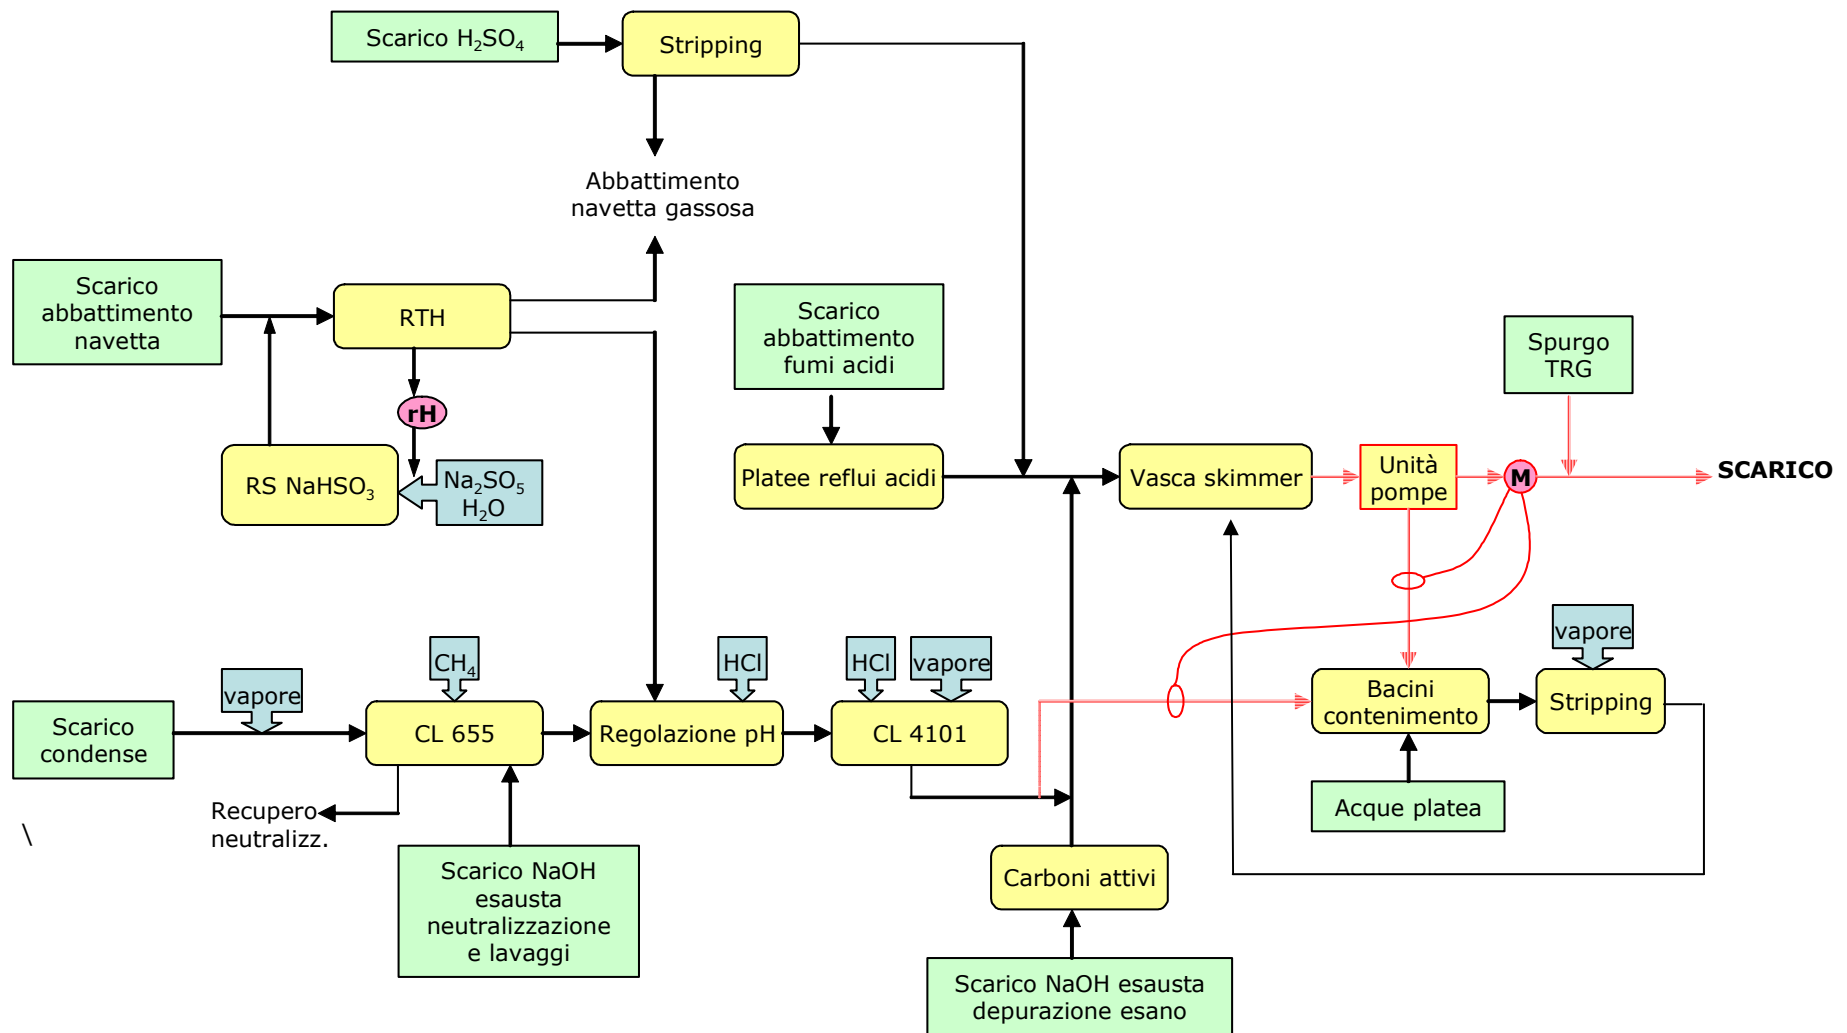 Scarico H₂SO₄
Stripping
Abbattimento
navetta gassosa
Scarico
abbattimento
navetta
RTH
rH
RS NaHSO₃
Na₂SO₅
H₂O
Scarico
abbattimento
fumi acidi
Platee reflui acidi
Vasca skimmer
Unità
pompe
M
Spurgo
TRG
SCARICO
Scarico
condense
vapore
CH₄
CL 655
HCl
Regolazione pH
HCl
vapore
CL 4101
Bacini
contenimento
vapore
Stripping
Recupero
neutralizz.
\
Acque platea
Scarico NaOH
esausta
neutralizzazione
e lavaggi
Carboni attivi
Scarico NaOH esausta
depurazione esano